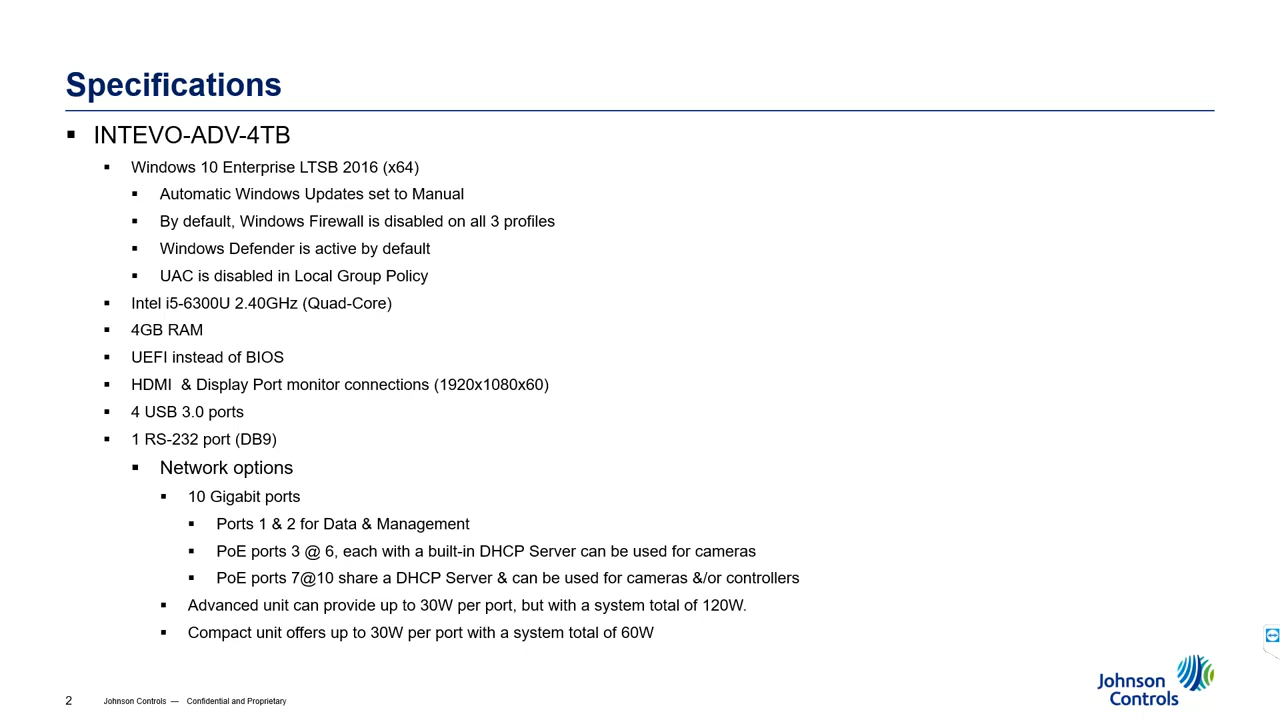 Specifications
INTEVO-ADV-4TB
Windows 10 Enterprise LTSB 2016 (x64)
Automatic Windows Updates set to Manual
By default, Windows Firewall is disabled on all 3 profiles
Windows Defender is active by default
UAC is disabled in Local Group Policy
Intel i5-6300U 2.40GHz (Quad-Core)
4GB RAM
UEFI instead of BIOS
HDMI & Display Port monitor connections (1920x1080x60)
4 USB 3.0 ports
1 RS-232 port (DB9)
Network options
10 Gigabit ports
Ports 1 & 2 for Data & Management
PoE ports 3 @ 6, each with a built-in DHCP Server can be used for cameras
PoE ports 7@10 share a DHCP Server & can be used for cameras &/or controllers
Advanced unit can provide up to 30W per port, but with a system total of 120W.
Compact unit offers up to 30W per port with a system total of 60W
2 Johnson Controls — Confidential and Proprietary
Johnson
Controls